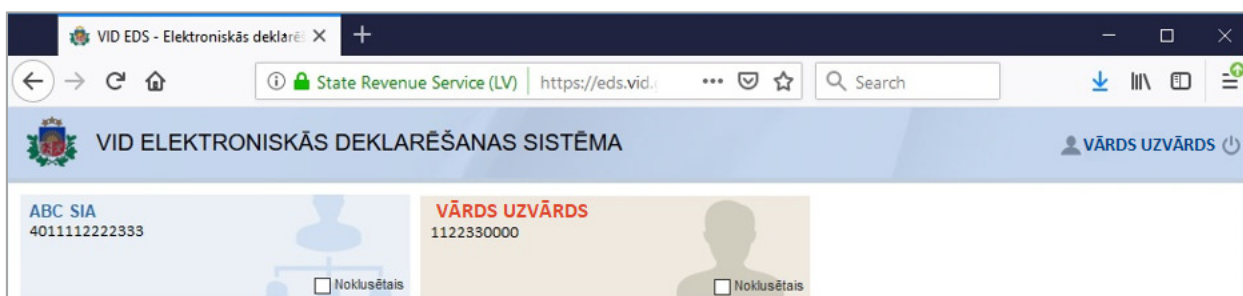 VID EDS - Elektroniskās deklarēš
State Revenue Service (LV) https://eds.vid. Search
VID ELEKTRONISKĀS DEKLARĒŠANAS SISTĒMA VĀRDS UZVĀRDS
ABC SIA VĀRDS UZVĀRDS
4011112222333 1122330000
Noklusētais Noklusētais